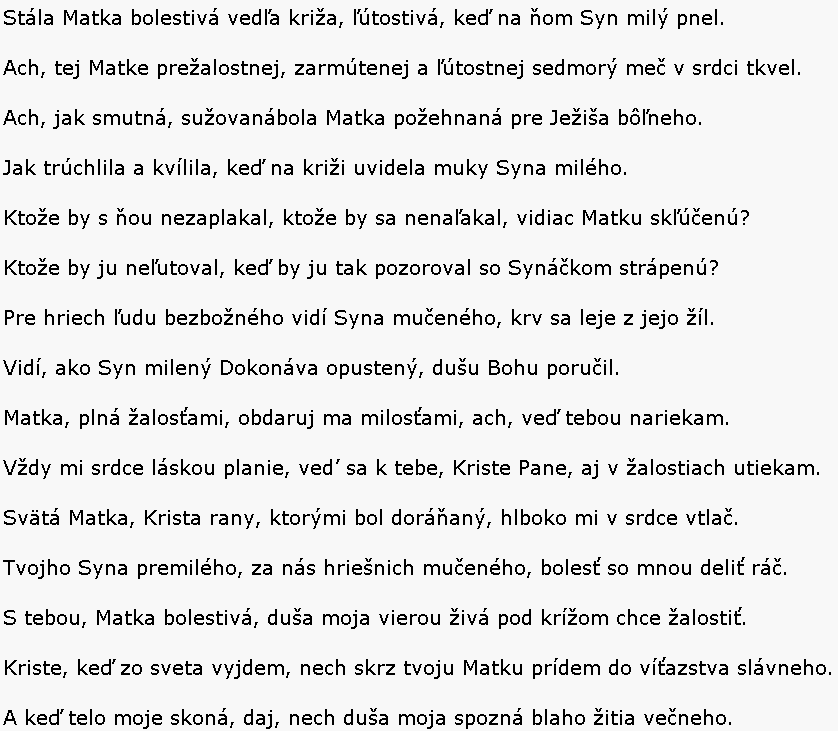 Stála Matka bolestivá vedľa križa, ľútostivá, keď na ňom Syn milý pnel.
Ach, tej Matke prežalostnej, zarmútenej a ľútostnej sedmorý meč v srdci tkvel.
Ach, jak smutná, sužovanábola Matka požehnaná pre Ježiša bôľneho.
Jak trúchlila a kvílila, keď na križi uvidela muky Syna milého.
Ktože by s ňou nezaplakal, ktože by sa nenaľakal, vidiac Matku skľúčenú?
Ktože by ju neľutoval, keď by ju tak pozoroval so Synáčkom strápenú?
Pre hriech ľudu bezbožného vidí Syna mučeného, krv sa leje z jejo žíl.
Vidí, ako Syn milený Dokonáva opustený, dušu Bohu poručil.
Matka, plná žalosťami, obdaruj ma milosťami, ach, veď tebou nariekam.
Vždy mi srdce láskou planie, veď sa k tebe, Kriste Pane, aj v žalostiach utiekam.
Svätá Matka, Krista rany, ktorými bol doráňaný, hlboko mi v srdce vtlač.
Tvojho Syna premilého, za nás hriešnich mučeného, bolesť so mnou deliť ráč.
S tebou, Matka bolestivá, duša moja vierou živá pod krížom chce žalostiť.
Kriste, keď zo sveta vyjdem, nech skrz tvoju Matku prídem do víťazstva slávneho.
A keď telo moje skoná, daj, nech duša moja spozná blaho žitia večneho.